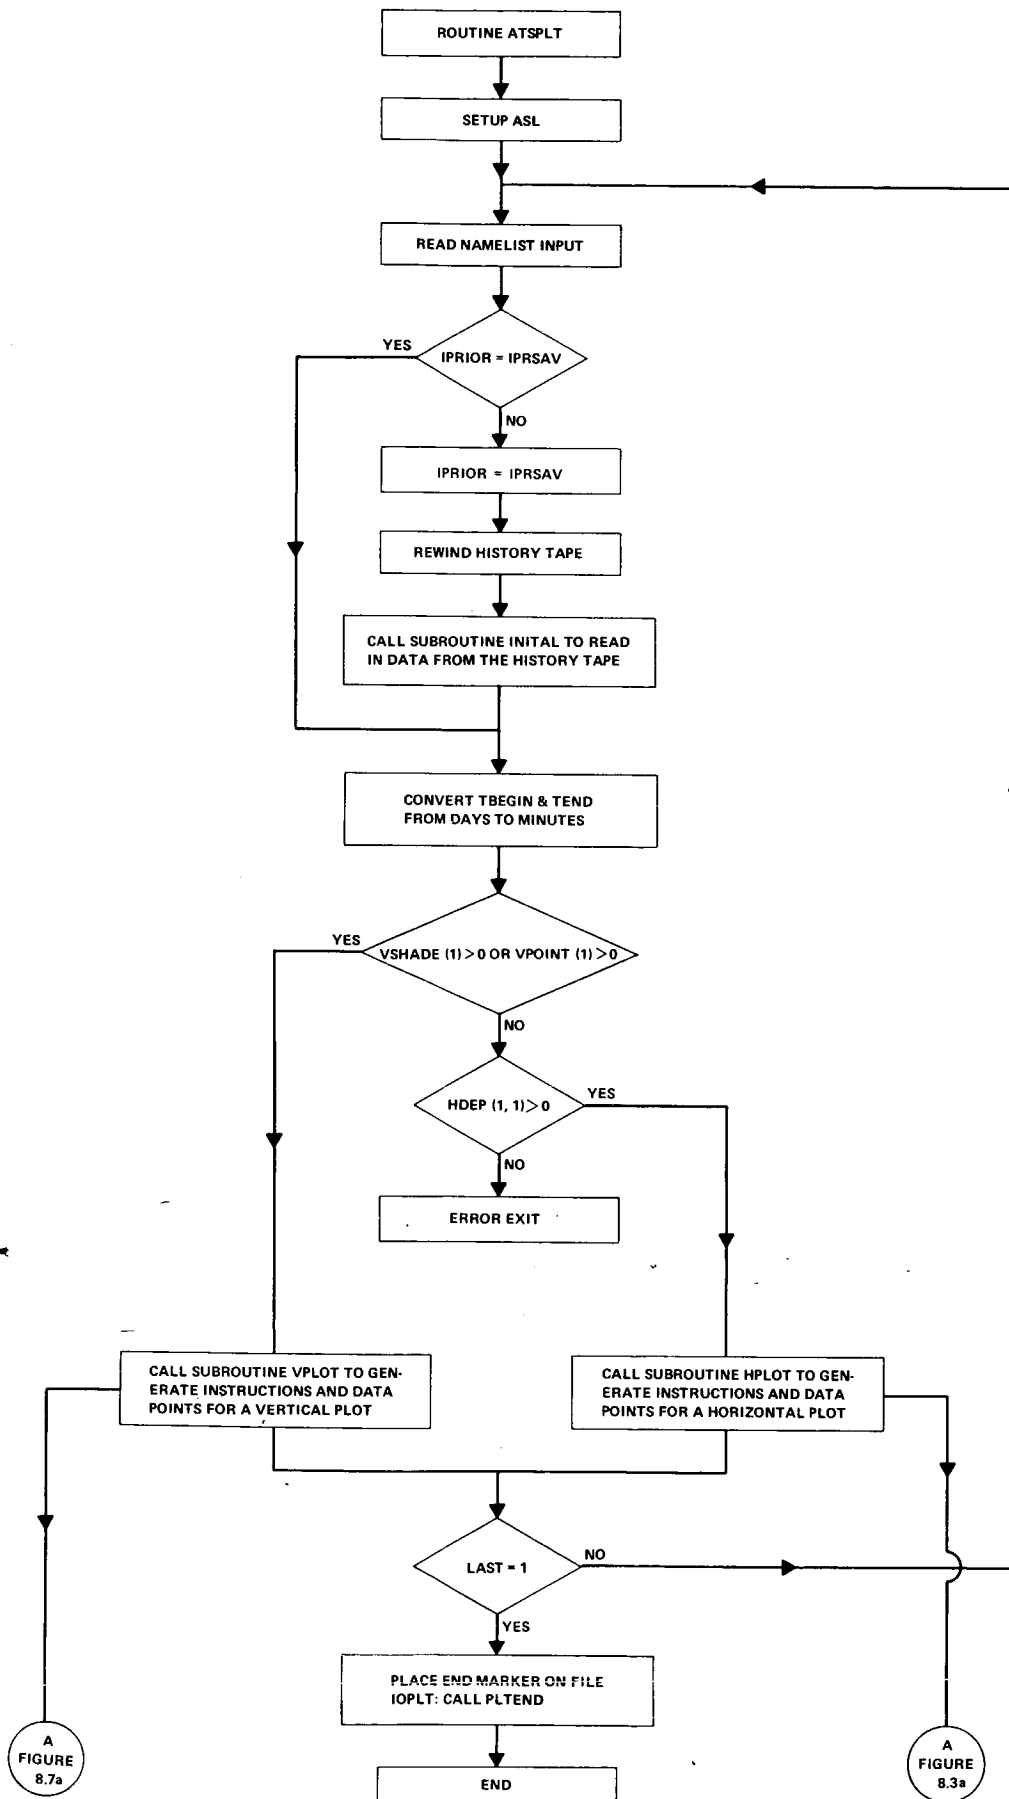 ROUTINE ATSPLT
SETUP ASL
READ NAMELIST INPUT
YES
IPRIOR = IPRSAV
NO
IPRIOR = IPRSAV
REWIND HISTORY TAPE
CALL SUBROUTINE INITAL TO READ
IN DATA FROM THE HISTORY TAPE
CONVERT TBEGIN & TEND
FROM DAYS TO MINUTES
YES
VSHADE (1) > 0 OR VPOINT (1) > 0
NO
HDEP (1, 1) > 0
YES
NO
ERROR EXIT
CALL SUBROUTINE VPLOT TO GEN-
ERATE INSTRUCTIONS AND DATA
POINTS FOR A VERTICAL PLOT
CALL SUBROUTINE HPLOT TO GEN-
ERATE INSTRUCTIONS AND DATA
POINTS FOR A HORIZONTAL PLOT
LAST = 1
NO
YES
PLACE END MARKER ON FILE
IOPLT: CALL PLTEND
A
FIGURE
8.7a
A
FIGURE
8.3a
END